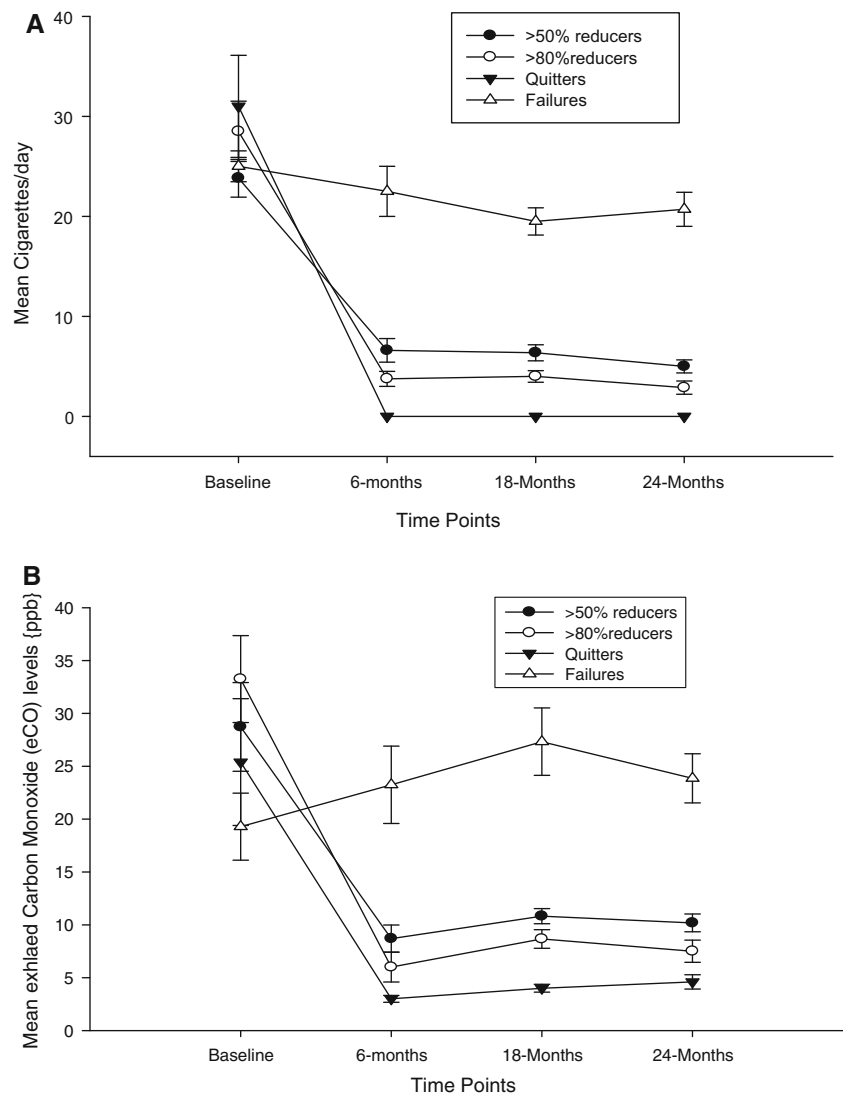 A
40
30
20
10
0
Mean Cigarettes/day
>50% reducers
>80%reducers
Quitters
Failures
Baseline
6-months
18-Months
24-Months
Time Points
B
40
35
30
25
20
15
10
5
0
Mean exhlaed Carbon Monoxide (eCO) levels {ppb}
>50% reducers
>80%reducers
Quitters
Failures
Baseline
6-months
18-Months
24-Months
Time Points